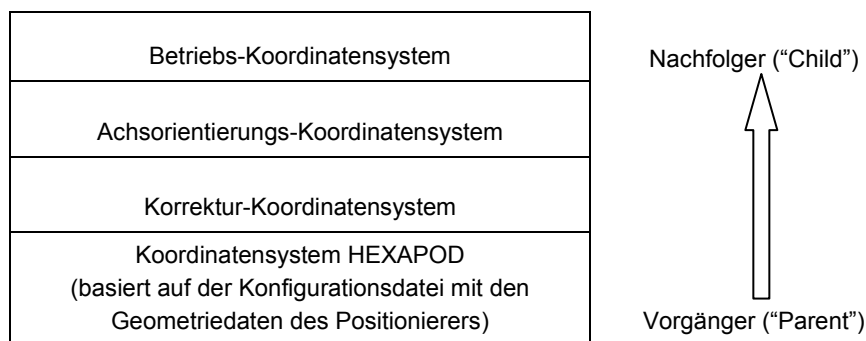 Betriebs-Koordinatensystem
Nachfolger (“Child”)
Achsorientierungs-Koordinatensystem
Korrektur-Koordinatensystem
Koordinatensystem HEXAPOD
(basiert auf der Konfigurationsdatei mit den
Geometriedaten des Positionierers)
Vorgänger (“Parent”)